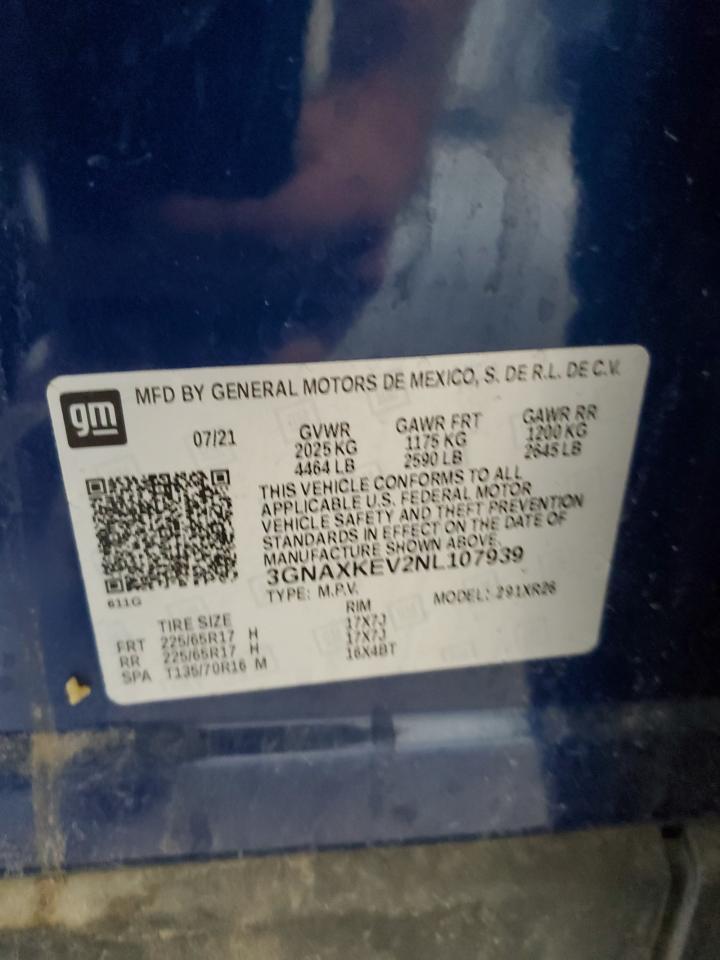 gm
MFD BY GENERAL MOTORS DE MEXICO, S. DE R.L. DE C.V.
07/21
GVWR GAWR FRT GAWR RR
2025 KG 1175 KG 1200 KG
4464 LB 2590 LB 2645 LB
THIS VEHICLE CONFORMS TO ALL
APPLICABLE U.S. FEDERAL MOTOR
VEHICLE SAFETY AND THEFT PREVENTION
STANDARDS IN EFFECT ON THE DATE OF
MANUFACTURE SHOWN ABOVE.
3GNAXKEV2NL107939
611G
TYPE: M.P.V. MODEL: 291XR26
TIRE SIZE RIM
FRT 225/65R17 H 17X7J
RR 225/65R17 H 17X7J
SPA T135/70R16 M 16X4BT